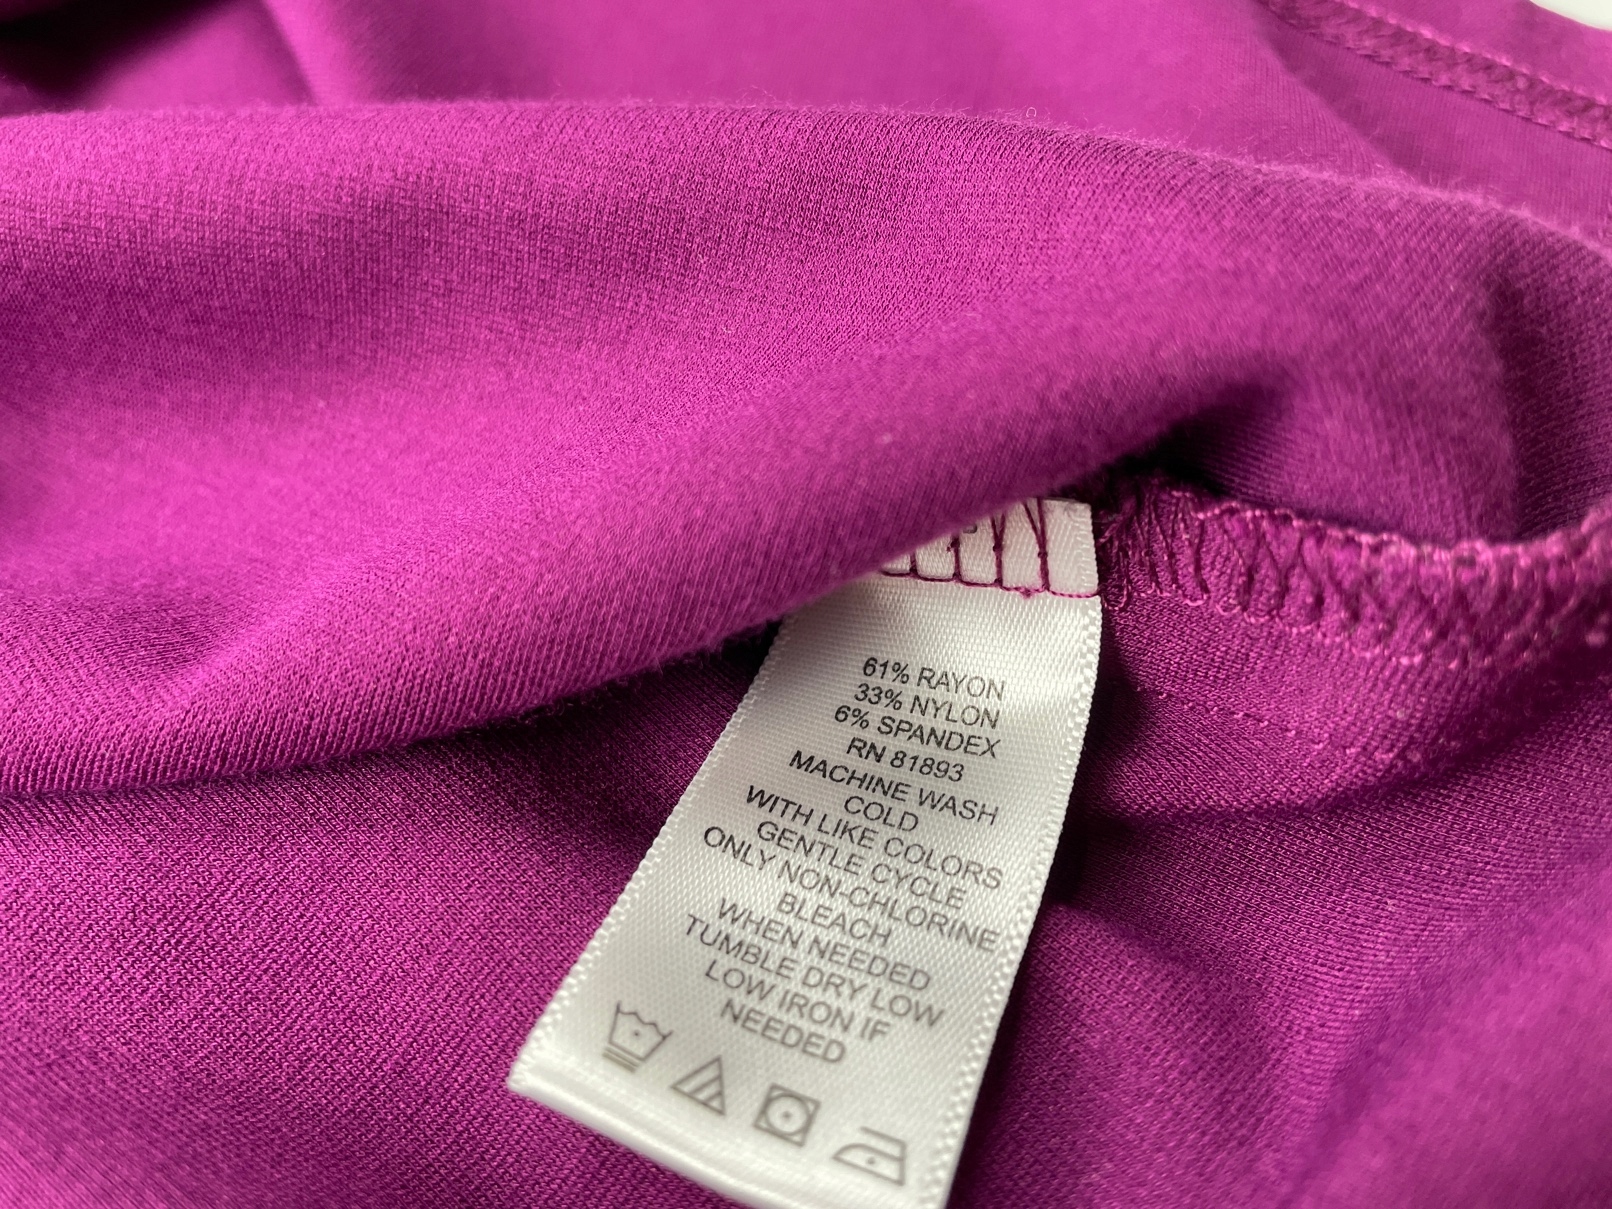 61% RAYON
33% NYLON
6% SPANDEX
RN 81893
MACHINE WASH
COLD
WITH LIKE COLORS
GENTLE CYCLE
ONLY NON-CHLORINE
BLEACH
WHEN NEEDED
TUMBLE DRY LOW
LOW IRON IF
NEEDED